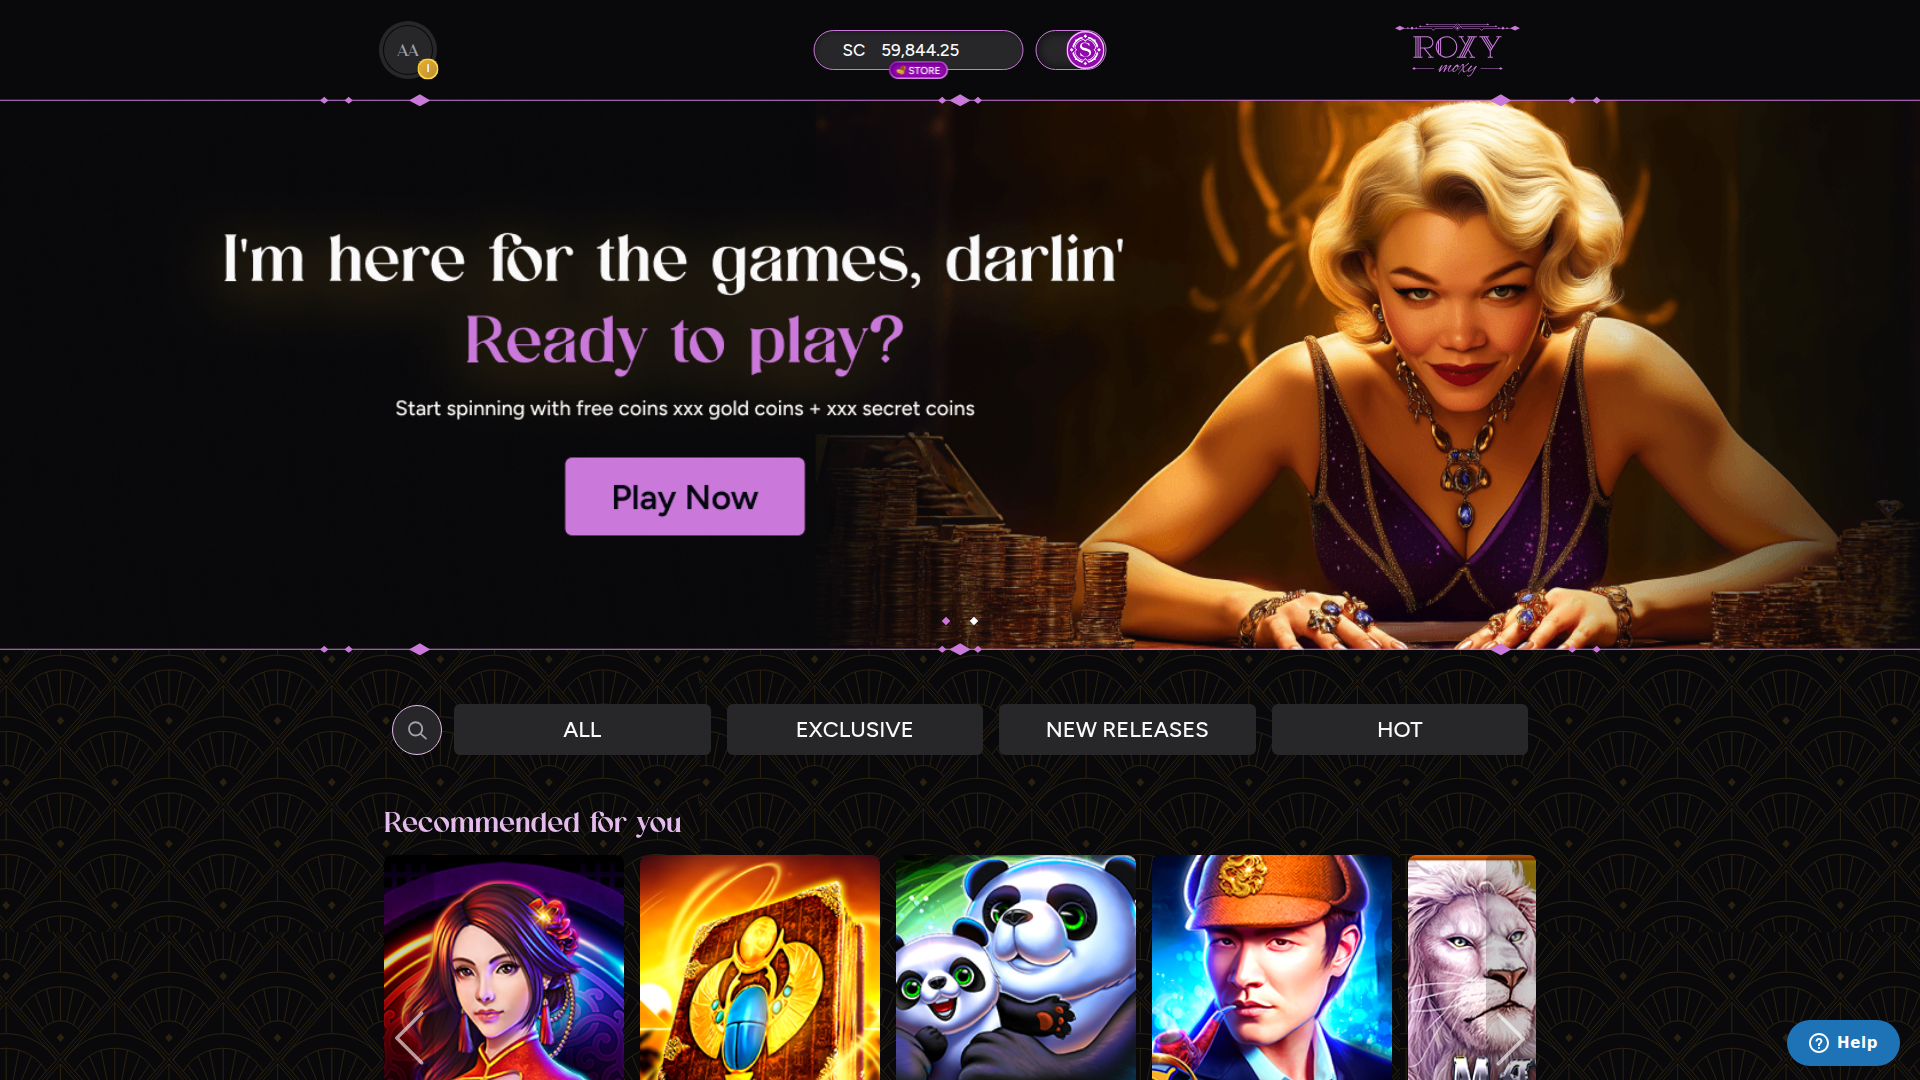 AA
I
SC 59,844.25
STORE
S
ROXY
moxy
I'm here for the games, darlin'
Ready to play?
Start spinning with free coins xxx gold coins + xxx secret coins
Play Now
ALL
EXCLUSIVE
NEW RELEASES
HOT
Recommended for you
Help